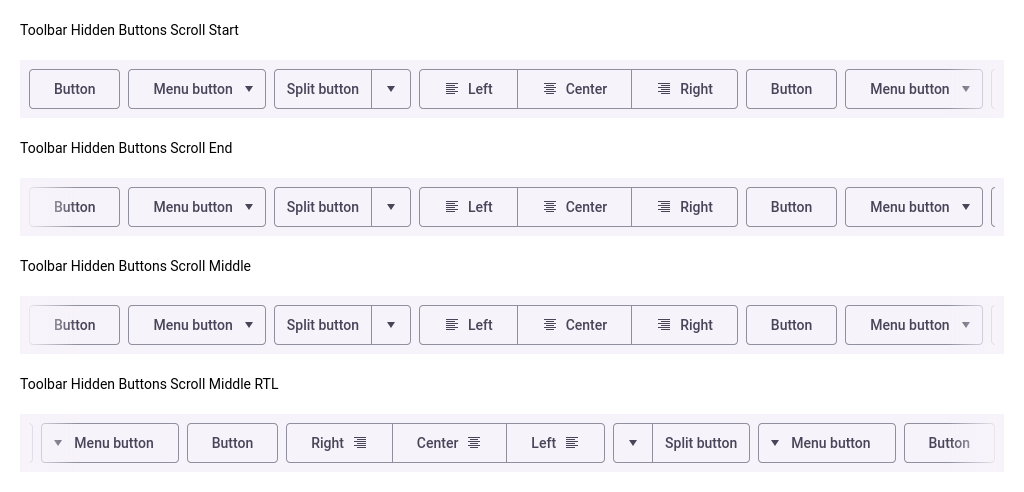 Toolbar Hidden Buttons Scroll Start
Button Menu button Split button Left Center Right Button Menu button
Toolbar Hidden Buttons Scroll End
Button Menu button Split button Left Center Right Button Menu button
Toolbar Hidden Buttons Scroll Middle
Button Menu button Split button Left Center Right Button Menu button
Toolbar Hidden Buttons Scroll Middle RTL
Menu button Button Right Center Left Split button Menu button Button